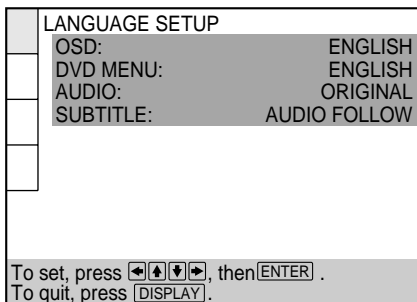 LANGUAGE SETUP
OSD: ENGLISH
DVD MENU: ENGLISH
AUDIO: ORIGINAL
SUBTITLE: AUDIO FOLLOW
To set, press ←↑↓→, then ENTER .
To quit, press DISPLAY.